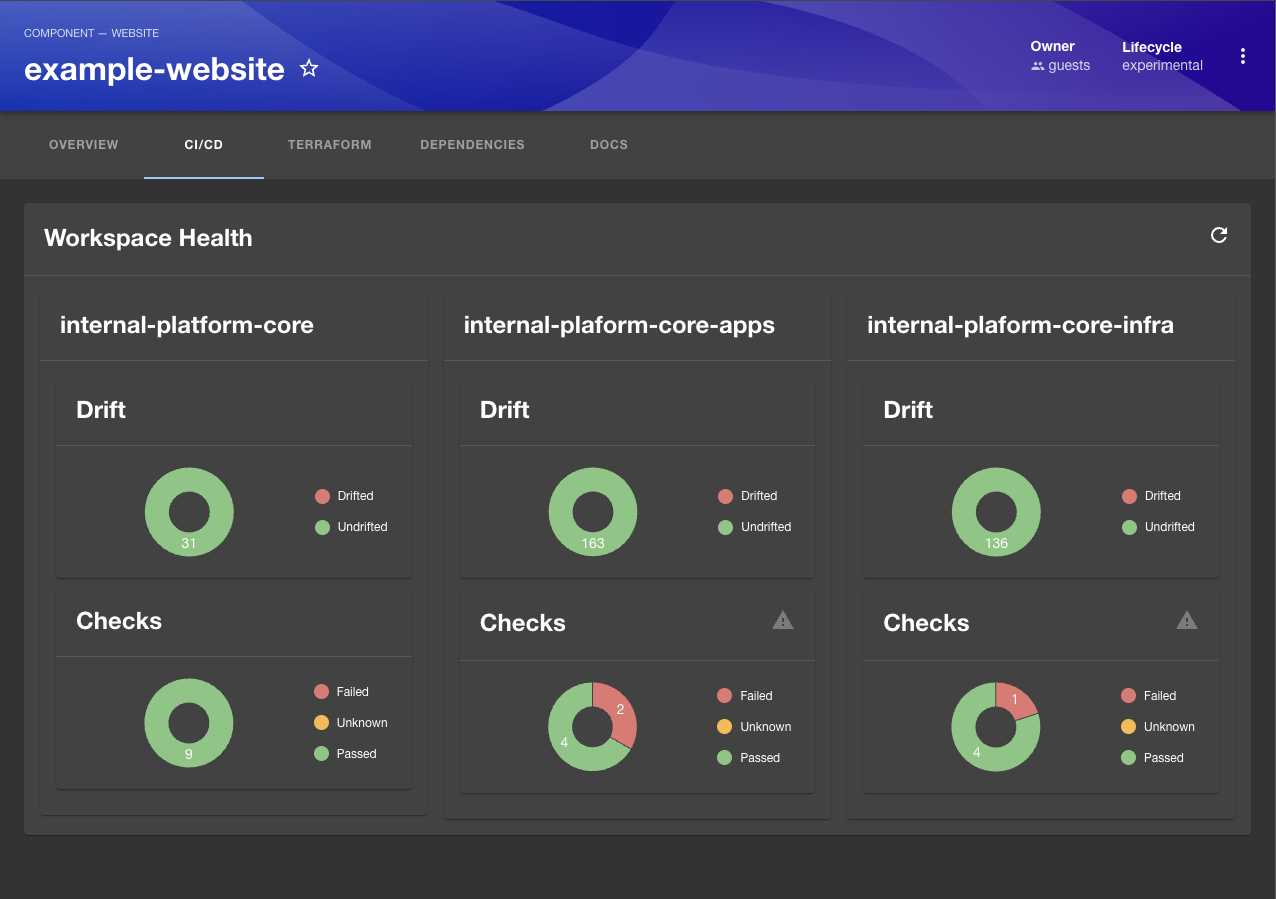 COMPONENT — WEBSITE
example-website
Owner
guests
Lifecycle
experimental
OVERVIEW
CI/CD
TERRAFORM
DEPENDENCIES
DOCS
Workspace Health
internal-platform-core
Drift
31
Drifted
Undrifted
Checks
9
Failed
Unknown
Passed
internal-plaform-core-apps
Drift
163
Drifted
Undrifted
Checks
2
4
Failed
Unknown
Passed
internal-plaform-core-infra
Drift
136
Drifted
Undrifted
Checks
1
4
Failed
Unknown
Passed